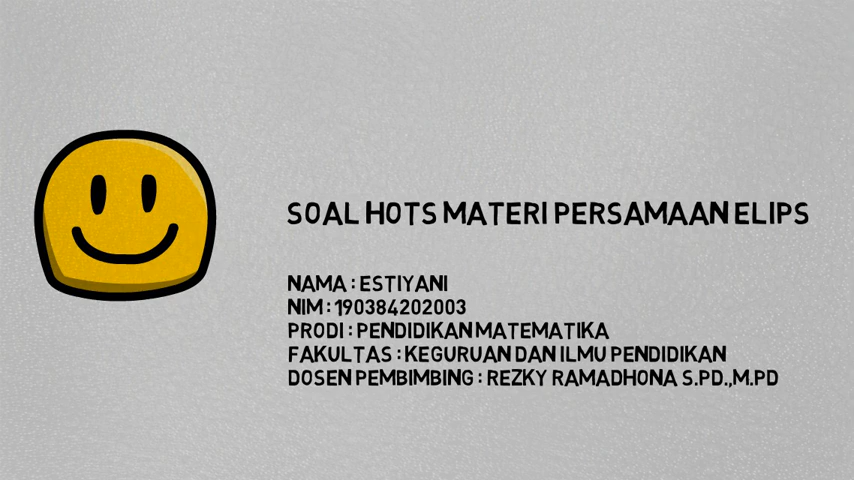 SOAL HOTS MATERI PERSAMAAN ELIPS
NAMA : ESTIYANI
NIM : 190384202003
PRODI : PENDIDIKAN MATEMATIKA
FAKULTAS : KEGURUAN DAN ILMU PENDIDIKAN
DOSEN PEMBIMBING : REZKY RAMADHONA S.PD.,M.PD